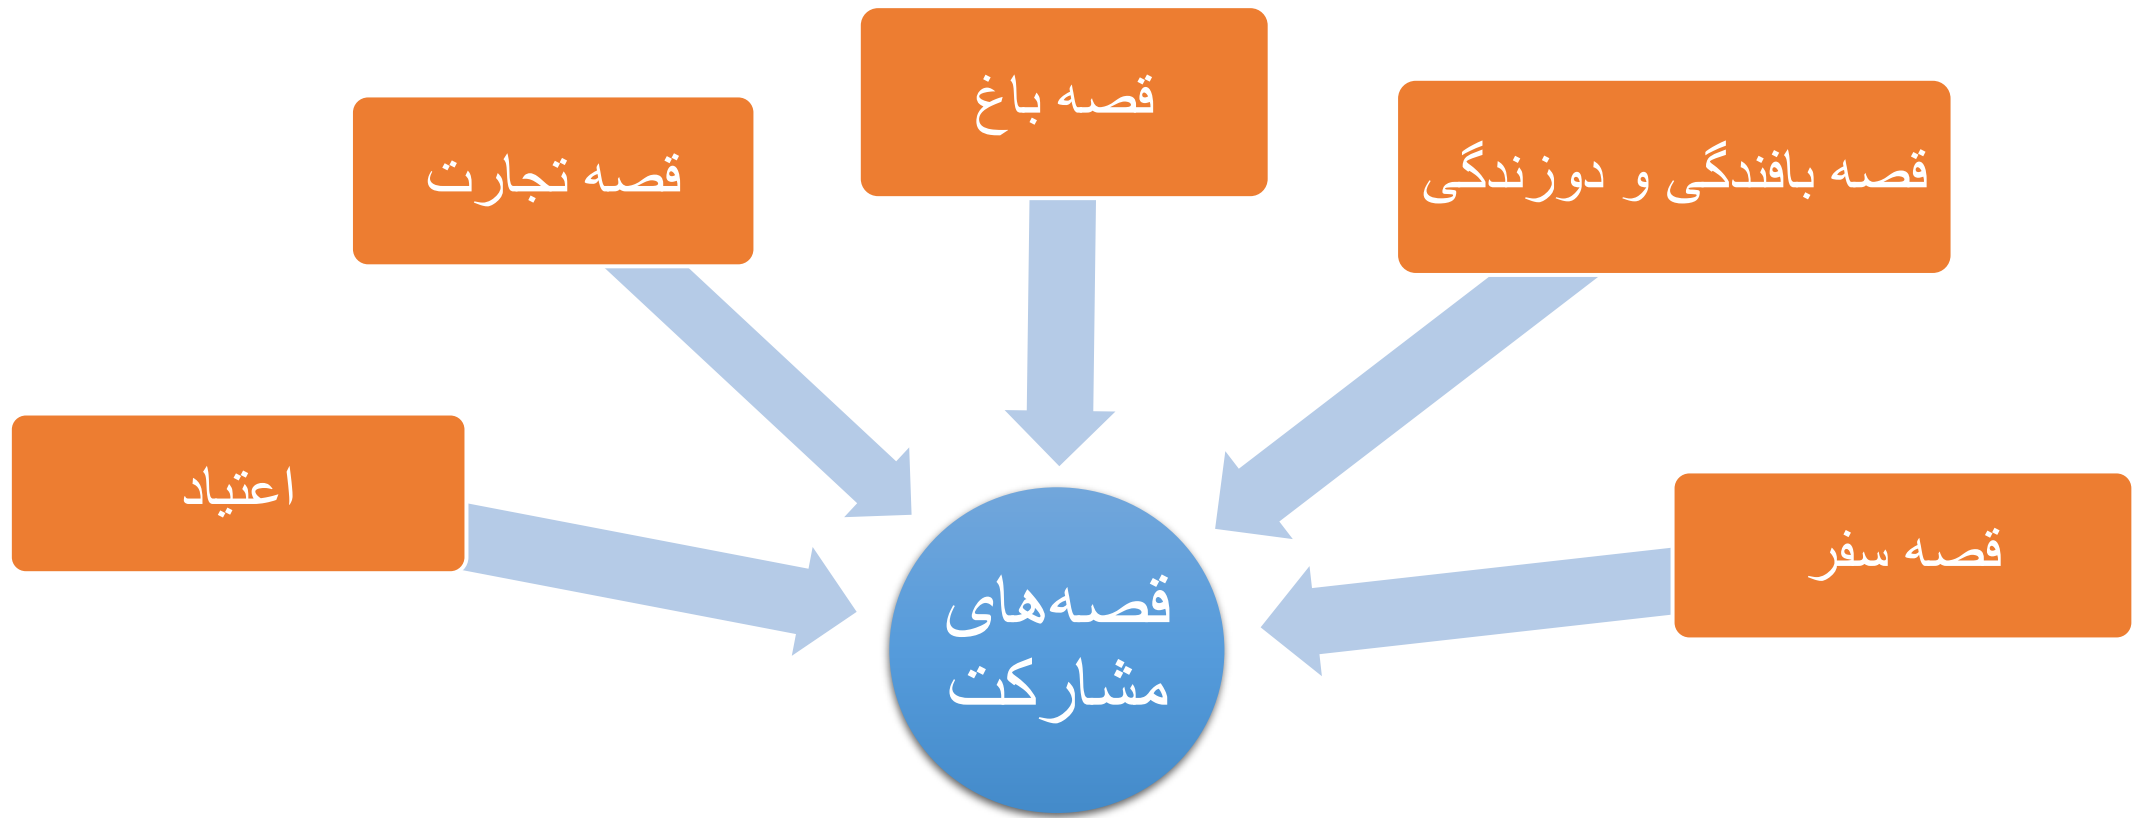 قصه باغ
قصه بافندگی و دوزندگی
قصه تجارت
قصه سفر
اعتیاد
قصه‌های
مشارکت